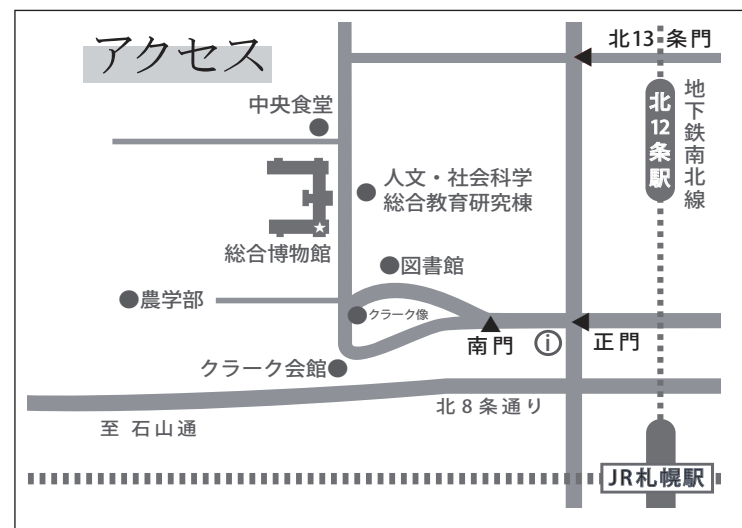 アクセス
北13条門
地下鉄南北線
北12条駅
中央食堂
人文・社会科学
総合教育研究棟
総合博物館
図書館
農学部
クラーク像
南門
i
正門
クラーク会館
北8条通り
至 石山通
JR札幌駅